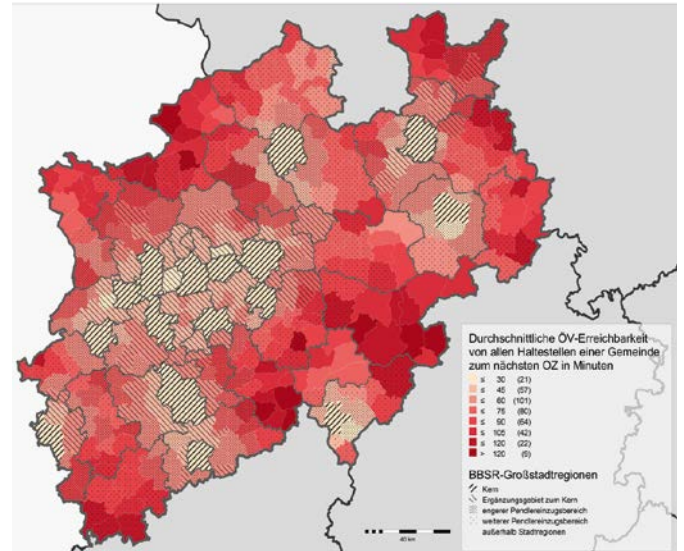 Durchschnittliche ÖV-Erreichbarkeit
von allen Haltestellen einer Gemeinde
zum nächsten OZ in Minuten
≤ 30 (21)
≤ 45 (57)
≤ 60 (101)
≤ 75 (80)
≤ 90 (64)
≤ 105 (42)
≤ 120 (22)
> 120 (9)
BBSR-Großstadtregionen
Kern
Ergänzungsgebiet zum Kern
engerer Pendlereinzugsbereich
weiterer Pendlereinzugsbereich
außerhalb Stadtregionen
40 km